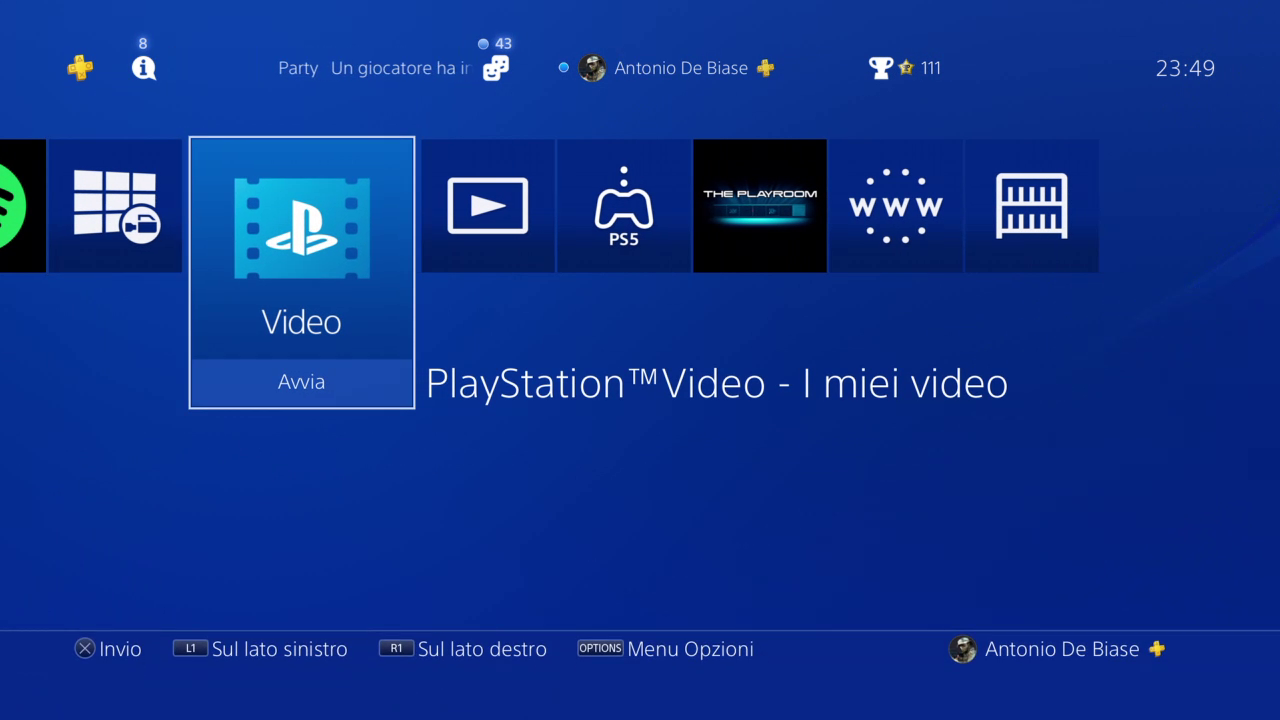 8
Party Un giocatore ha in
43
Antonio De Biase
111
23:49
PS5
THE PLAYROOM
WWW
Video
Avvia
PlayStation™Video - I miei video
Invio
L1 Sul lato sinistro
R1 Sul lato destro
OPTIONS Menu Opzioni
Antonio De Biase